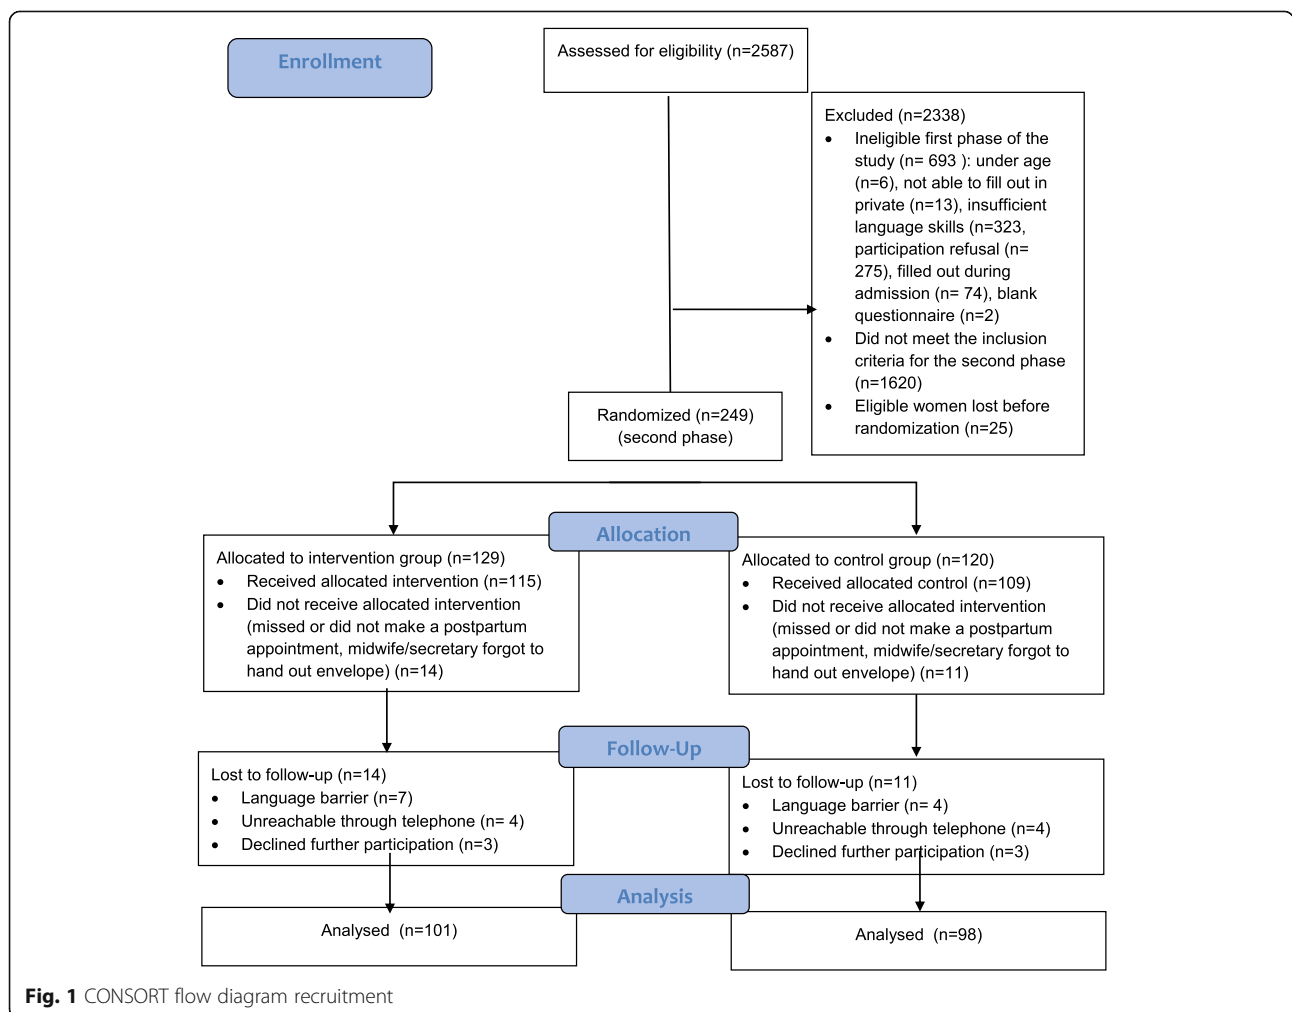 Enrollment
Assessed for eligibility (n=2587)
Excluded (n=2338)
• Ineligible first phase of the
study (n= 693 ): under age
(n=6), not able to fill out in
private (n=13), insufficient
language skills (n=323,
participation refusal (n=
275), filled out during
admission (n= 74), blank
questionnaire (n=2)
• Did not meet the inclusion
criteria for the second phase
(n=1620)
• Eligible women lost before
randomization (n=25)
Randomized (n=249)
(second phase)
Allocation
Allocated to intervention group (n=129)
• Received allocated intervention (n=115)
• Did not receive allocated intervention
(missed or did not make a postpartum
appointment, midwife/secretary forgot to
hand out envelope) (n=14)
Allocated to control group (n=120)
• Received allocated control (n=109)
• Did not receive allocated intervention
(missed or did not make a postpartum
appointment, midwife/secretary forgot to
hand out envelope) (n=11)
Follow-Up
Lost to follow-up (n=14)
• Language barrier (n=7)
• Unreachable through telephone (n= 4)
• Declined further participation (n=3)
Lost to follow-up (n=11)
• Language barrier (n= 4)
• Unreachable through telephone (n=4)
• Declined further participation (n=3)
Analysis
Analysed (n=101)
Analysed (n=98)
Fig. 1 CONSORT flow diagram recruitment